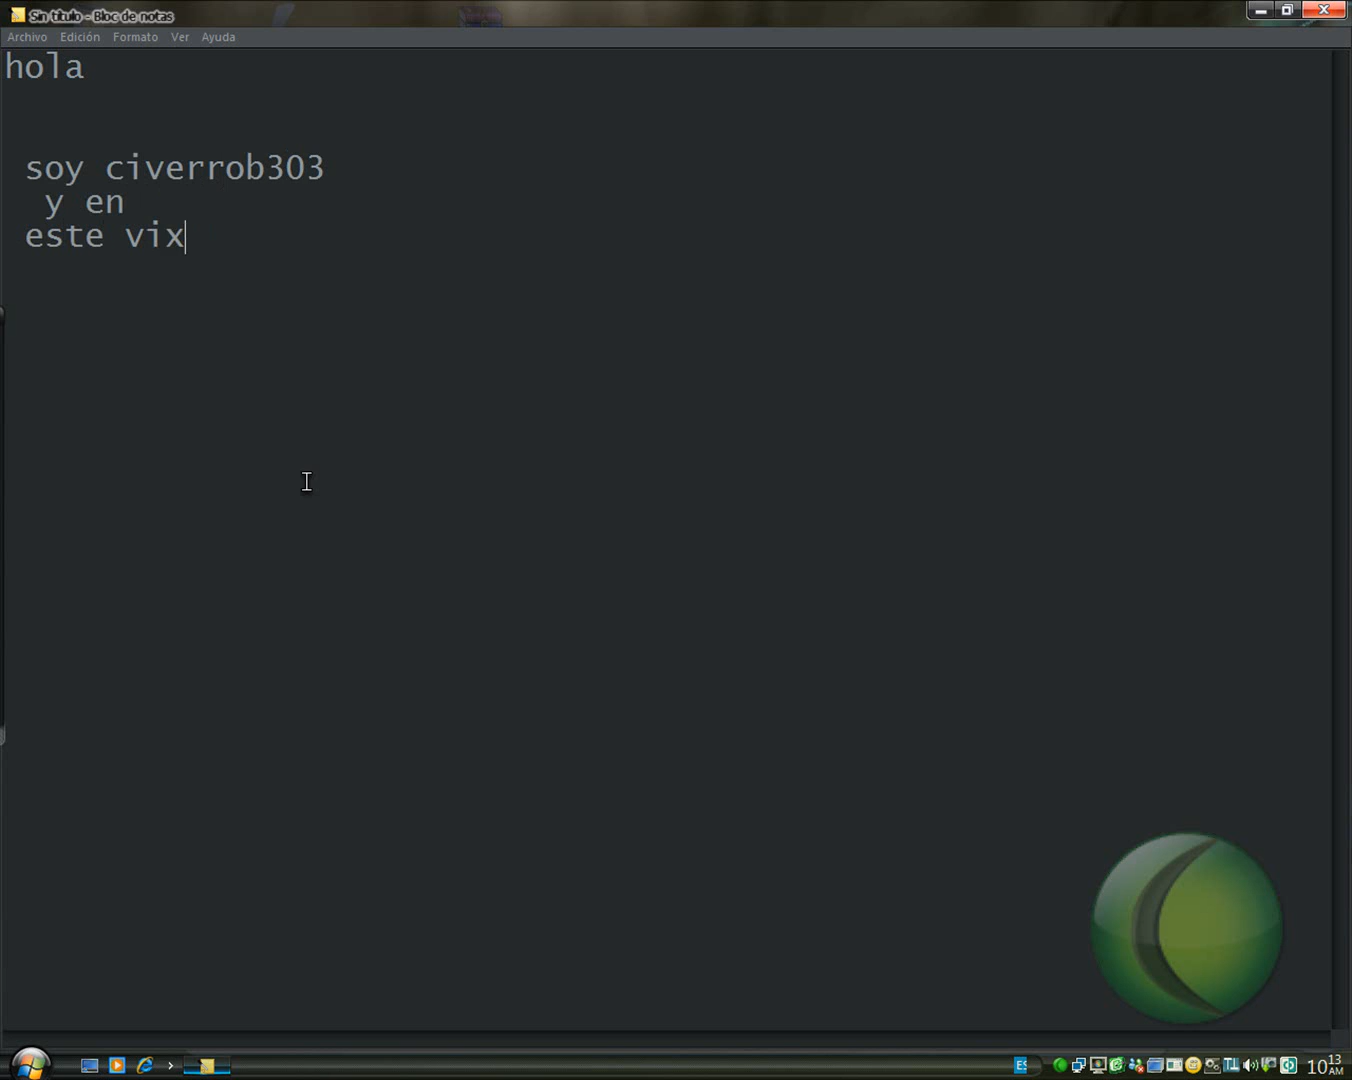 Sin título - Bloc de notas
Archivo Edición Formato Ver Ayuda
hola
soy civerrob303
y en
este vix
ES
10 13 AM